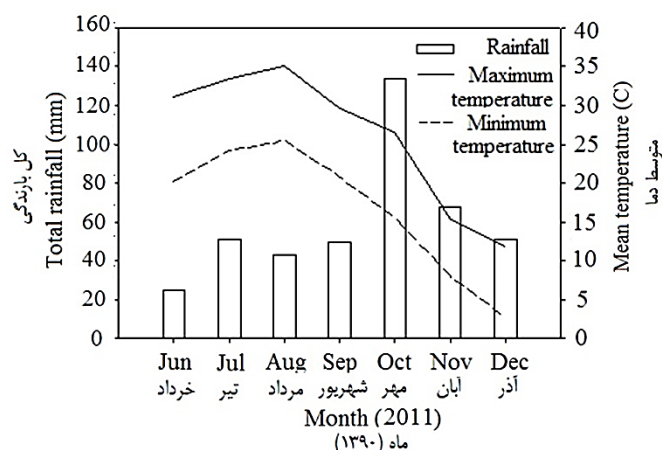 160
140
120
100
80
60
40
20
0
کل بارندگی
Total rainfall (mm)
40
35
30
25
20
15
10
5
0
Mean temperature (C)
متوسط دما
Rainfall
Maximum
temperature
Minimum
temperature
Jun Jul Aug Sep Oct Nov Dec
خرداد تیر مرداد شهریور مهر آبان آذر
Month (2011)
ماه (۱۳۹۰)